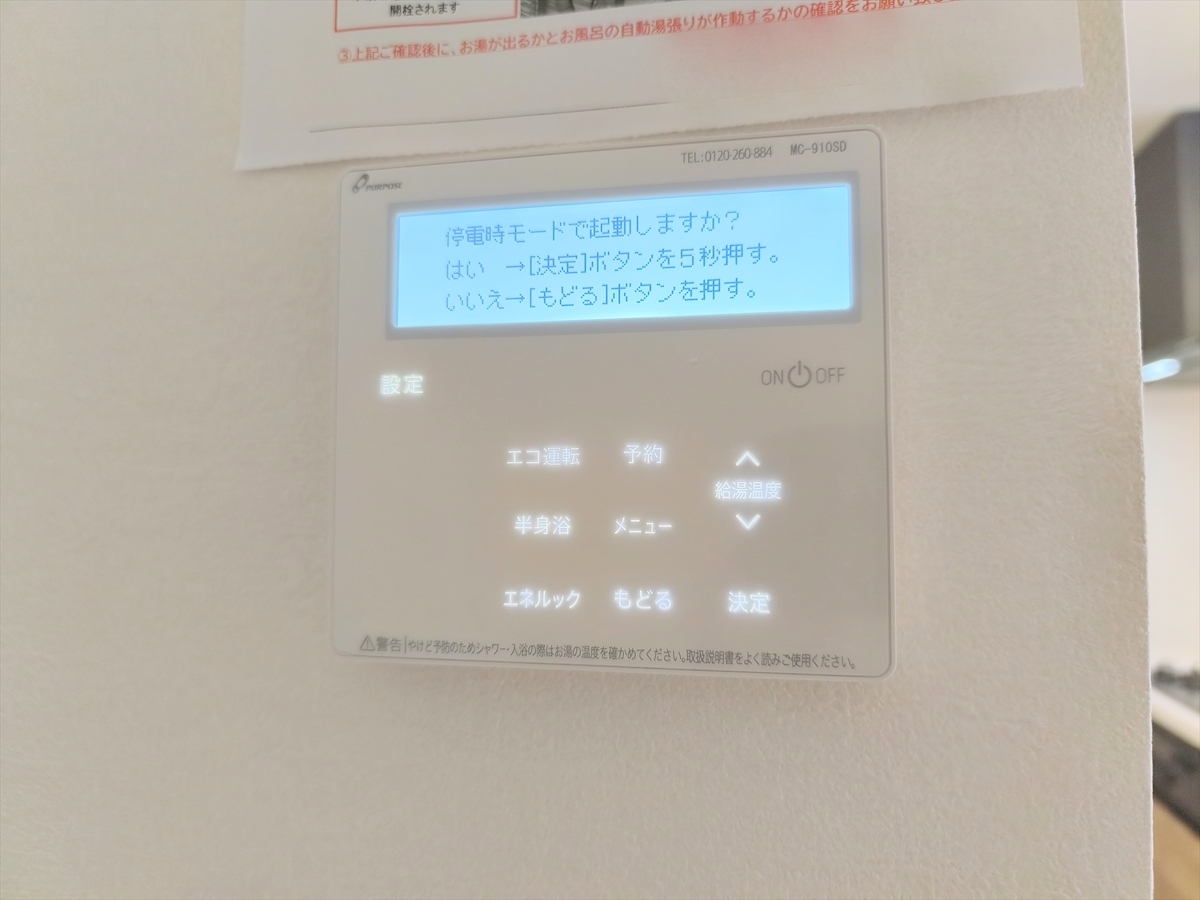 開栓されます
③上記ご確認後に、お湯が出るかとお風呂の自動湯張りが作動するかの確認をお願い致し
TEL:0120-260-884 MC-910SD
PURPOSE
停電時モードで起動しますか?
はい →[決定]ボタンを5秒押す。
いいえ→[もどる]ボタンを押す。
設定
ON OFF
エコ運転 予約
給湯温度
半身浴 メニュー
エネルック もどる 決定
警告 やけど予防のためシャワー・入浴の際はお湯の温度を確かめてください。取扱説明書をよく読みご使用ください。